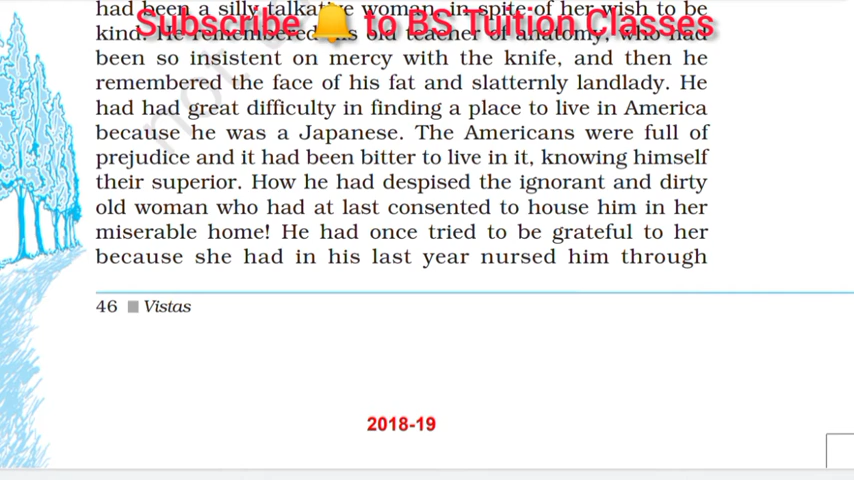 had been a silly talkative woman, in spite of her wish to be
Subscribe 🔔 to BS Tuition Classes
kind. He remembered his old teacher of anatomy, who had
been so insistent on mercy with the knife, and then he
remembered the face of his fat and slatternly landlady. He
had had great difficulty in finding a place to live in America
because he was a Japanese. The Americans were full of
prejudice and it had been bitter to live in it, knowing himself
their superior. How he had despised the ignorant and dirty
old woman who had at last consented to house him in her
miserable home! He had once tried to be grateful to her
because she had in his last year nursed him through
46 ■ Vistas
2018-19